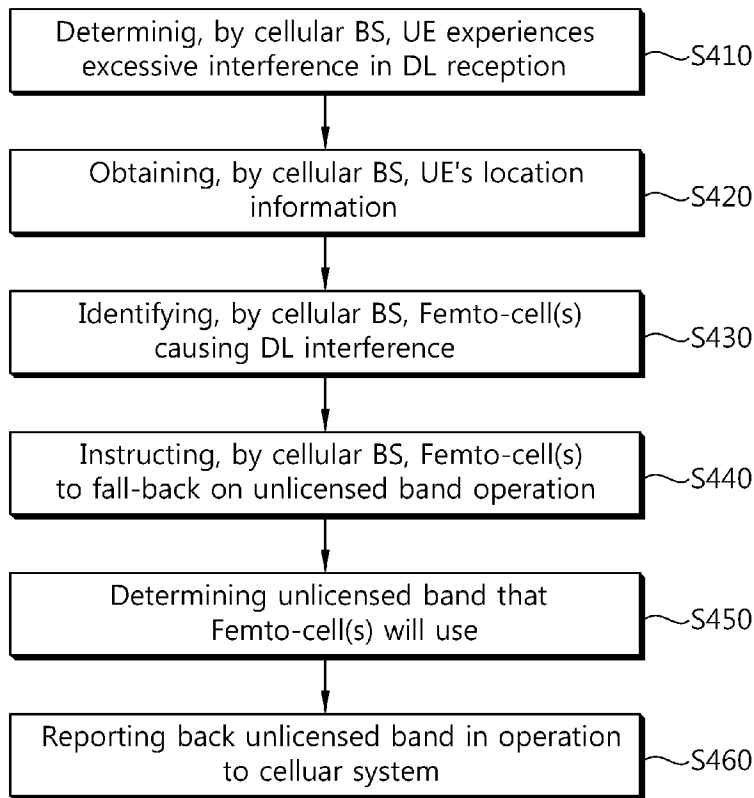 Determinig, by cellular BS, UE experiences
excessive interference in DL reception
S410
Obtaining, by cellular BS, UE's location
information
S420
Identifying, by cellular BS, Femto-cell(s)
causing DL interference
S430
Instructing, by cellular BS, Femto-cell(s)
to fall-back on unlicensed band operation
S440
Determining unlicensed band that
Femto-cell(s) will use
S450
Reporting back unlicensed band in operation
to celluar system
S460